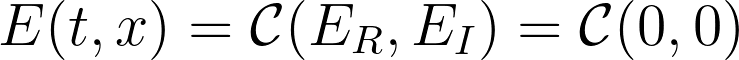 E(t, x) = 𝒞(E_R, E_I) = 𝒞(0, 0)